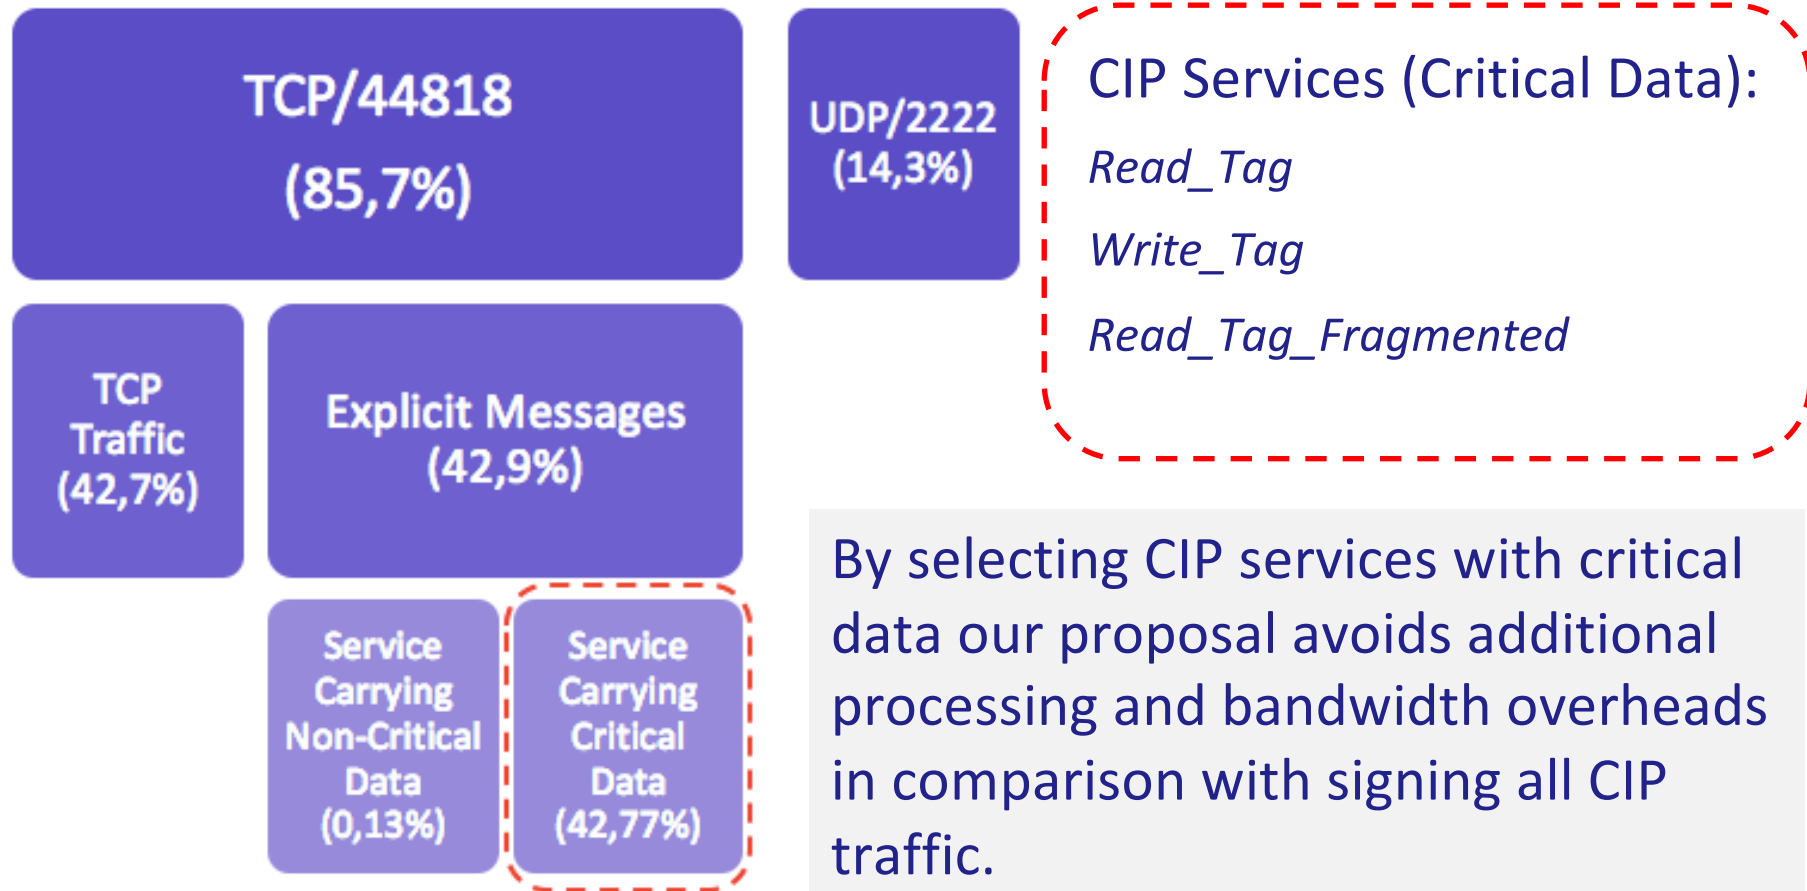 TCP/44818
(85,7%)
UDP/2222
(14,3%)
CIP Services (Critical Data):
Read_Tag
Write_Tag
Read_Tag_Fragmented
TCP
Traffic
(42,7%)
Explicit Messages
(42,9%)
Service
Carrying
Non-Critical
Data
(0,13%)
Service
Carrying
Critical
Data
(42,77%)
By selecting CIP services with critical
data our proposal avoids additional
processing and bandwidth overheads
in comparison with signing all CIP
traffic.